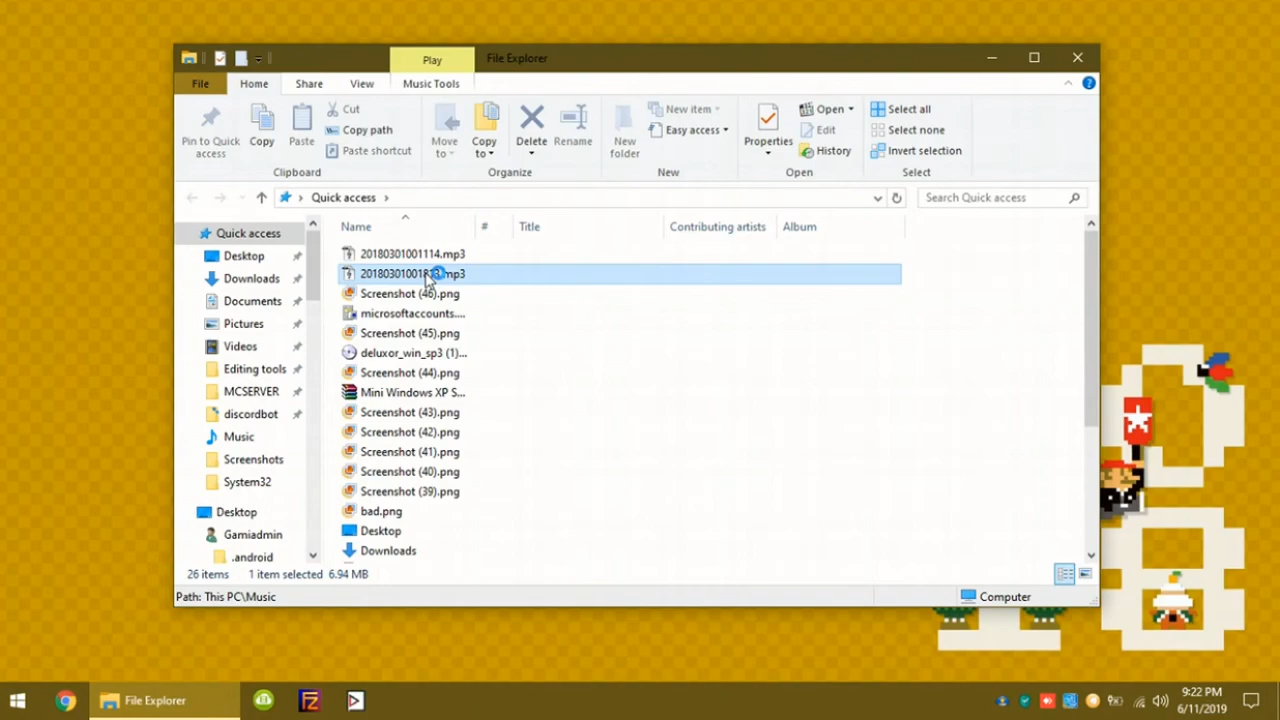 Play
File Explorer
File
Home
Share
View
Music Tools
Pin to Quick
access
Copy
Paste
Cut
Copy path
Paste shortcut
Clipboard
Move
to
Copy
to
Delete
Rename
Organize
New
folder
New item
Easy access
New
Properties
Open
Edit
History
Open
Select all
Select none
Invert selection
Select
Quick access
Search Quick access
Name
#
Title
Contributing artists
Album
Quick access
Desktop
Downloads
Documents
Pictures
Videos
Editing tools
MCSERVER
discordbot
Music
Screenshots
System32
Desktop
Gamiadmin
.android
20180301001114.mp3
Screenshot (46).png
microsoftaccounts....
Screenshot (45).png
deluxor_win_sp3 (1)...
Screenshot (44).png
Mini Windows XP S...
Screenshot (43).png
Screenshot (42).png
Screenshot (41).png
Screenshot (40).png
Screenshot (39).png
bad.png
Desktop
Downloads
26 items
1 item selected 6.94 MB
Path: This PC\Music
Computer
File Explorer
9:22 PM
6/11/2019